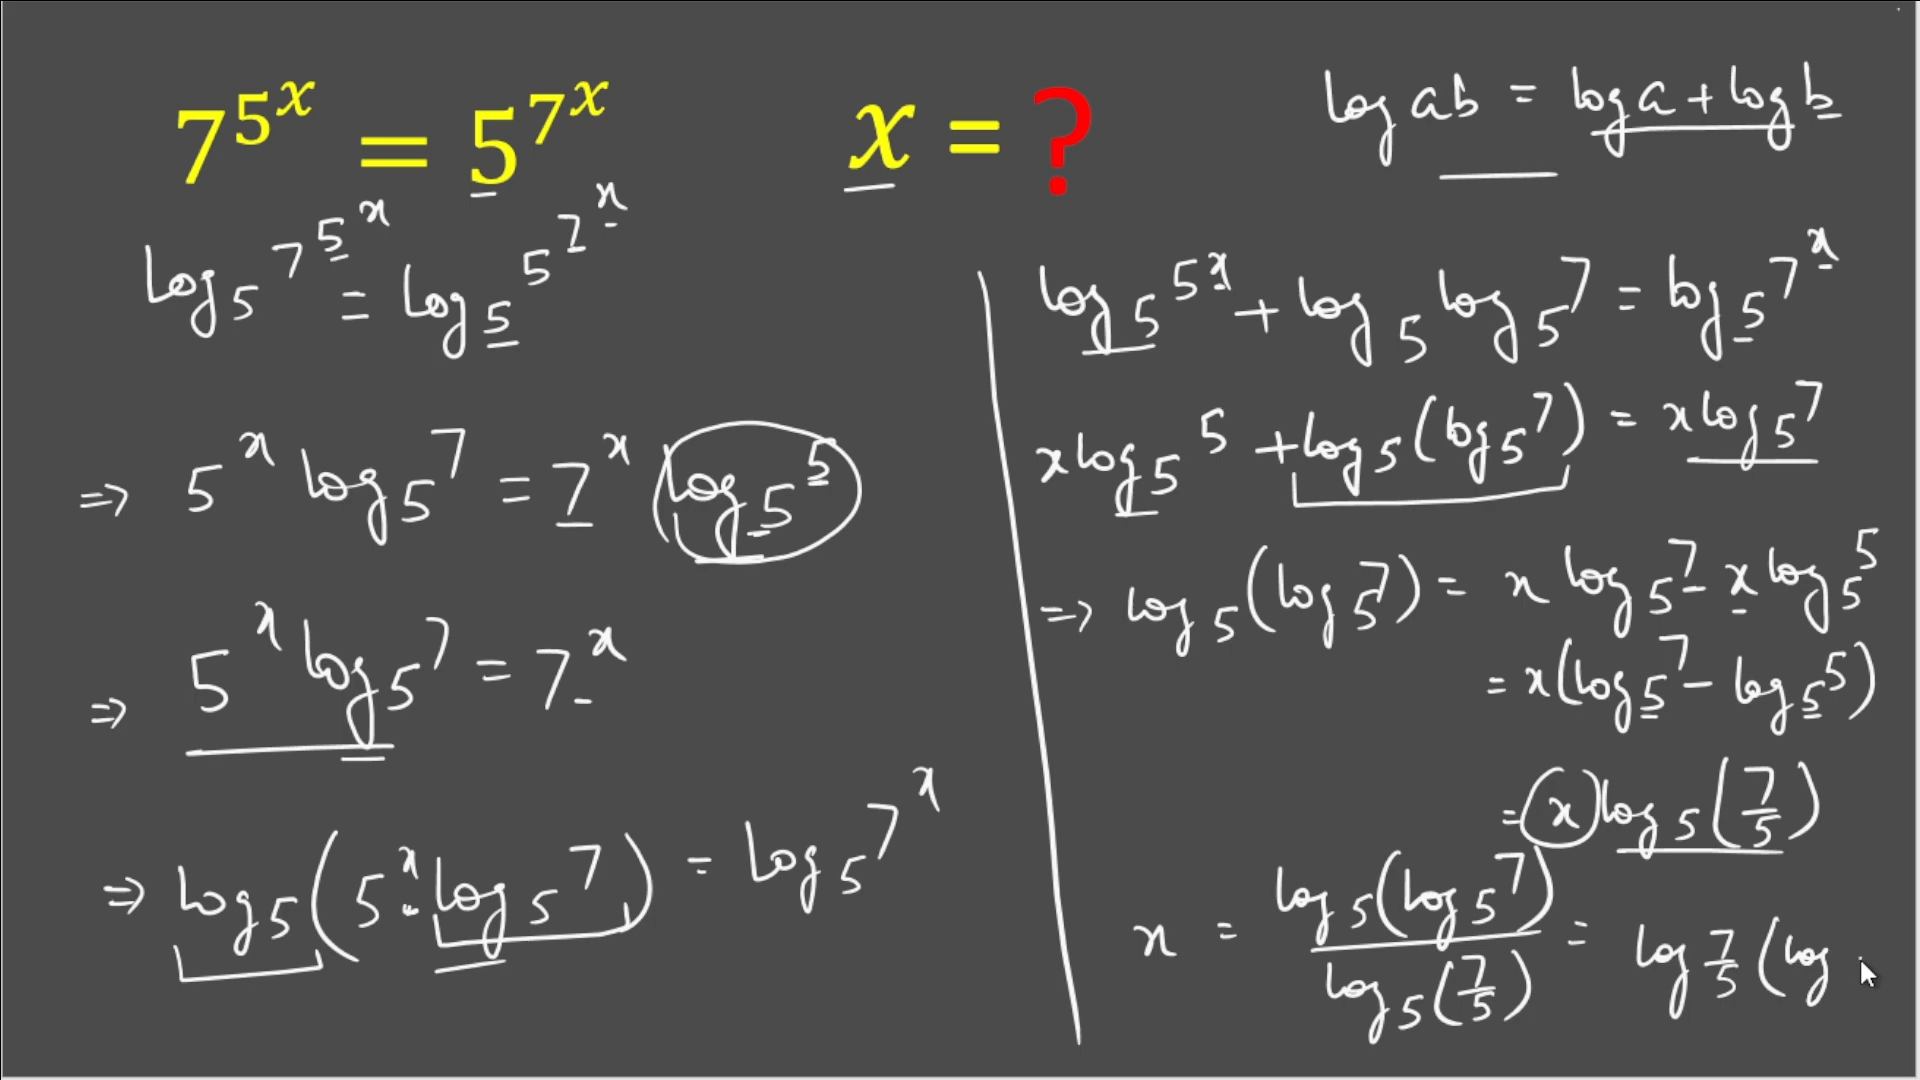 7^{5^x} = 5^{7^x}
x = ?
log ab = log a + log b
log_5 7^{5^x} = log_5 5^{7^x}
⇒ 5^x log_5 7 = 7^x log_5 5
⇒ 5^x log_5 7 = 7^x
⇒ log_5 (5^x · log_5 7) = log_5 7^x
log_5 5^x + log_5 log_5 7 = log_5 7^x
x log_5 5 + log_5 (log_5 7) = x log_5 7
⇒ log_5 (log_5 7) = x log_5 7 - x log_5 5
= x (log_5 7 - log_5 5)
= x log_5 (7/5)
x = log_5 (log_5 7) / log_5 (7/5) = log_{7/5} (log